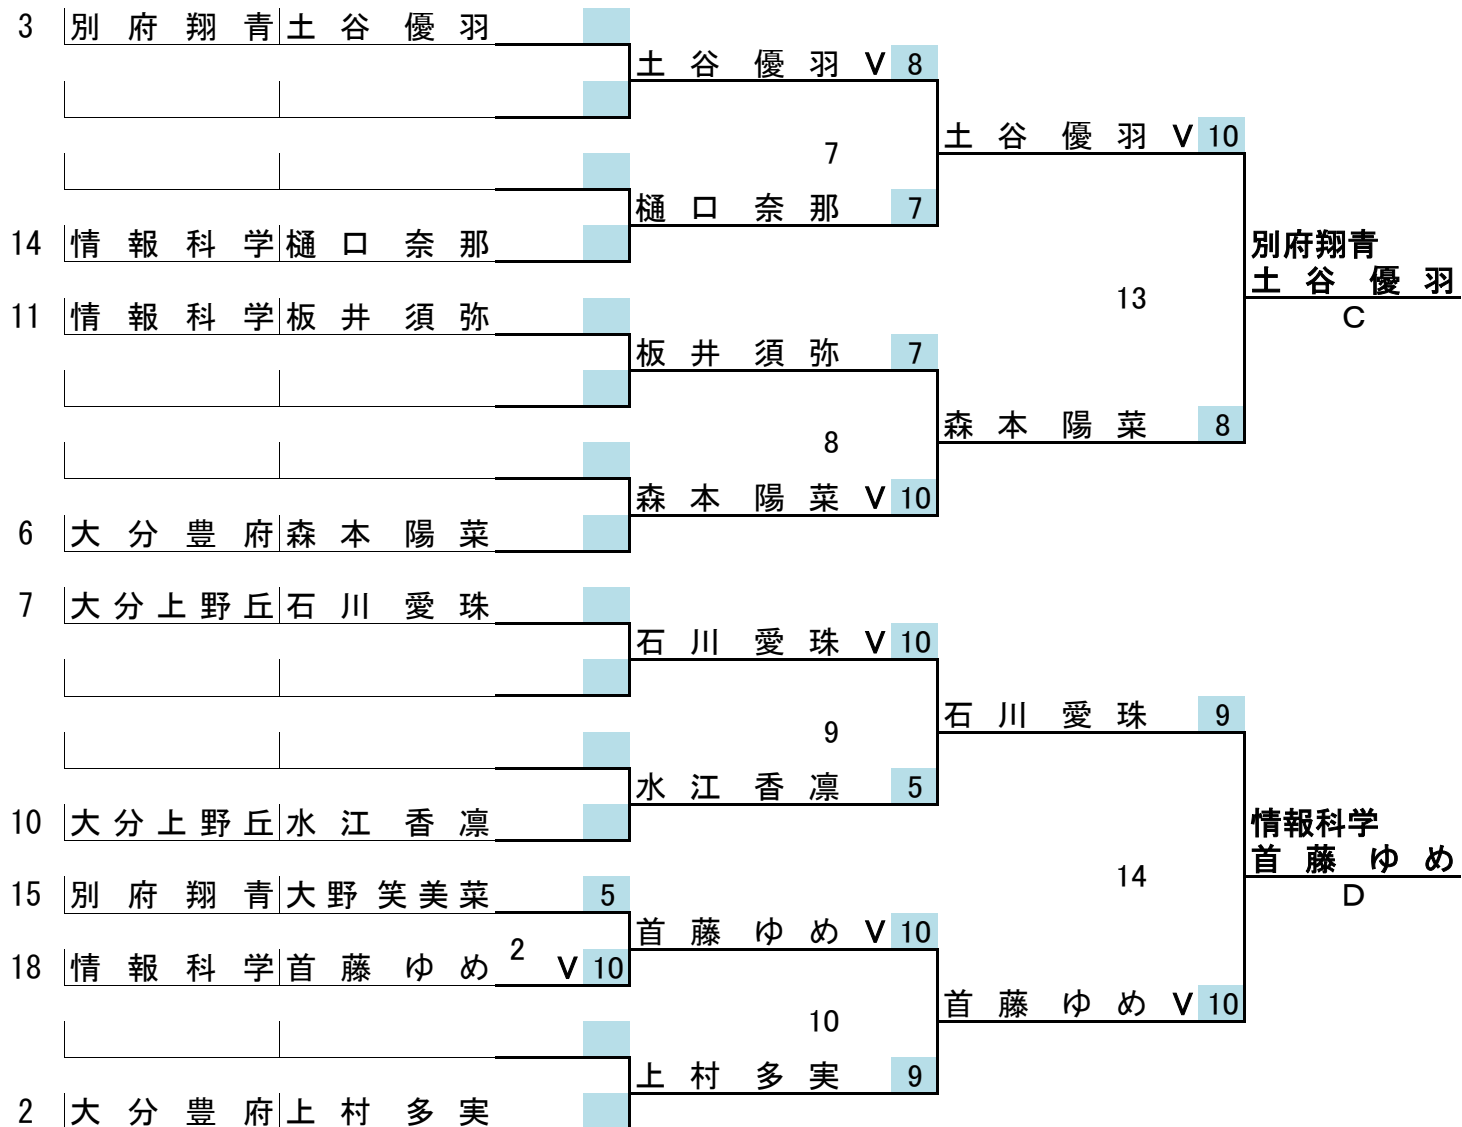 3 別府翔青 土谷優羽
土谷優羽 V 8
土谷優羽 V 10
7
樋口奈那 7
14 情報科学 樋口奈那
別府翔青
土谷優羽
13
C
11 情報科学 板井須弥
板井須弥 7
森本陽菜 8
8
森本陽菜 V 10
6 大分豊府 森本陽菜
7 大分上野丘 石川愛珠
石川愛珠 V 10
石川愛珠 9
9
水江香凛 5
10 大分上野丘 水江香凛
情報科学
首藤ゆめ
14
D
15 別府翔青 大野笑美菜 5
首藤ゆめ V 10
2
18 情報科学 首藤ゆめ V 10
首藤ゆめ V 10
10
上村多実 9
2 大分豊府 上村多実